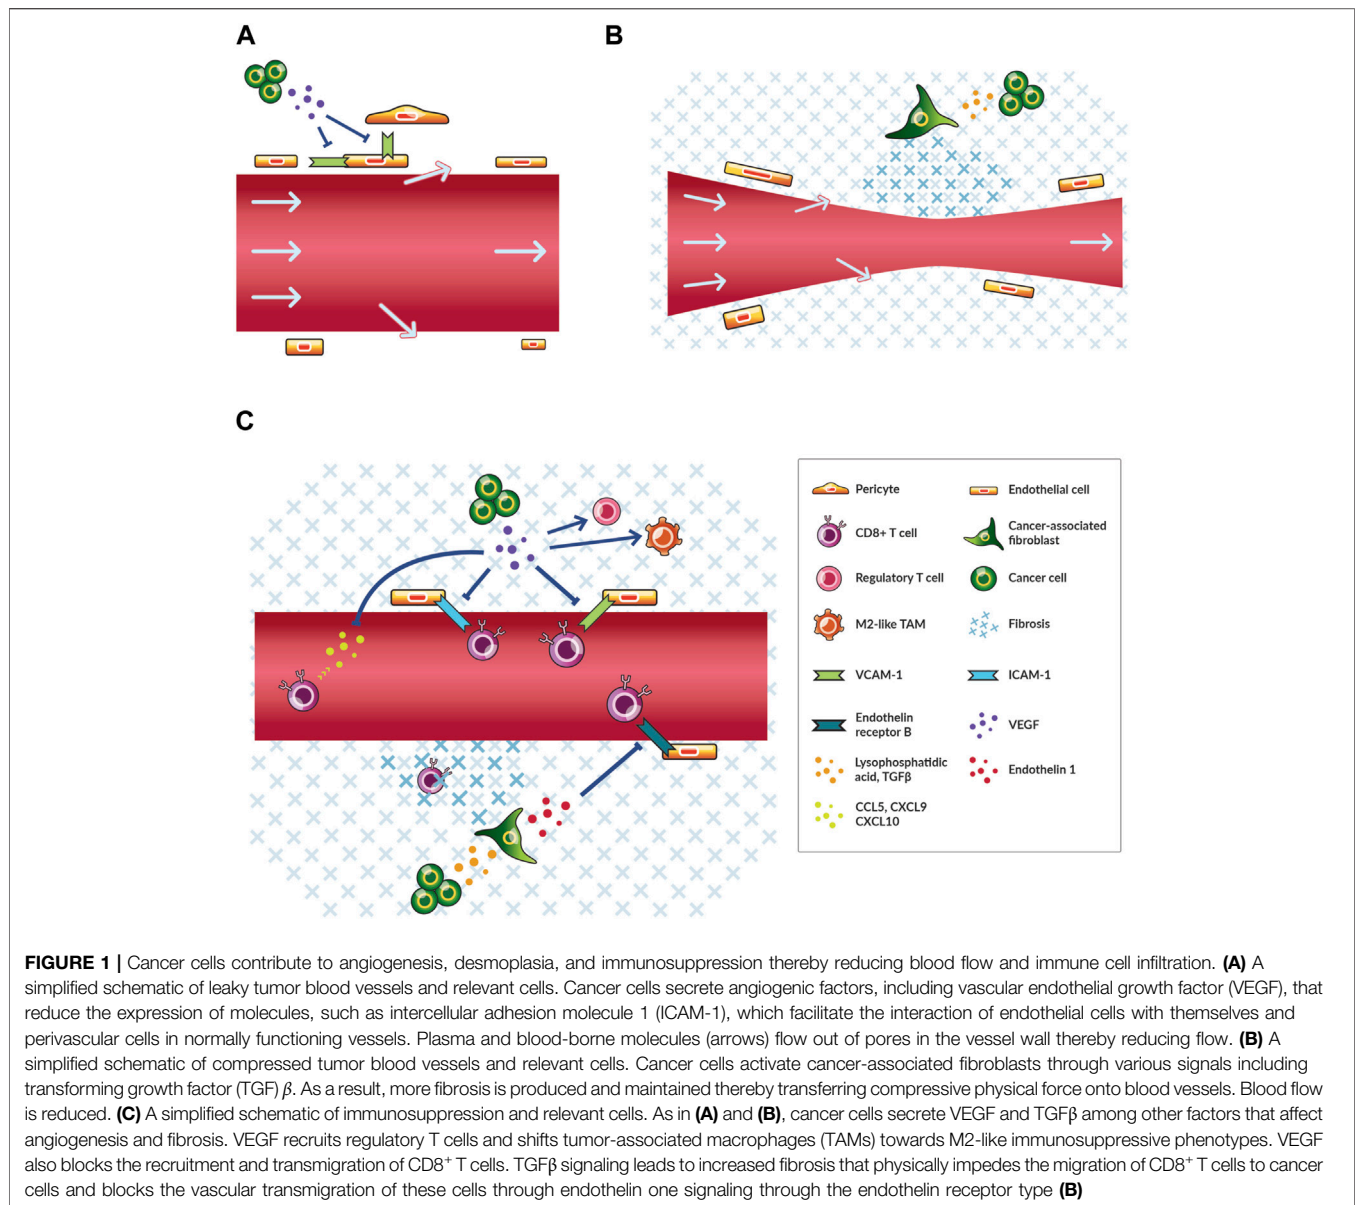 A
B
C
Pericyte
Endothelial cell
CD8+ T cell
Cancer-associated
fibroblast
Regulatory T cell
Cancer cell
M2-like TAM
Fibrosis
VCAM-1
ICAM-1
Endothelin
receptor B
VEGF
Lysophosphatidic
acid, TGFβ
Endothelin 1
CCL5, CXCL9
CXCL10
FIGURE 1 | Cancer cells contribute to angiogenesis, desmoplasia, and immunosuppression thereby reducing blood flow and immune cell infiltration. (A) A
simplified schematic of leaky tumor blood vessels and relevant cells. Cancer cells secrete angiogenic factors, including vascular endothelial growth factor (VEGF), that
reduce the expression of molecules, such as intercellular adhesion molecule 1 (ICAM-1), which facilitate the interaction of endothelial cells with themselves and
perivascular cells in normally functioning vessels. Plasma and blood-borne molecules (arrows) flow out of pores in the vessel wall thereby reducing flow. (B) A
simplified schematic of compressed tumor blood vessels and relevant cells. Cancer cells activate cancer-associated fibroblasts through various signals including
transforming growth factor (TGF) β. As a result, more fibrosis is produced and maintained thereby transferring compressive physical force onto blood vessels. Blood flow
is reduced. (C) A simplified schematic of immunosuppression and relevant cells. As in (A) and (B), cancer cells secrete VEGF and TGFβ among other factors that affect
angiogenesis and fibrosis. VEGF recruits regulatory T cells and shifts tumor-associated macrophages (TAMs) towards M2-like immunosuppressive phenotypes. VEGF
also blocks the recruitment and transmigration of CD8⁺ T cells. TGFβ signaling leads to increased fibrosis that physically impedes the migration of CD8⁺ T cells to cancer
cells and blocks the vascular transmigration of these cells through endothelin one signaling through the endothelin receptor type (B)